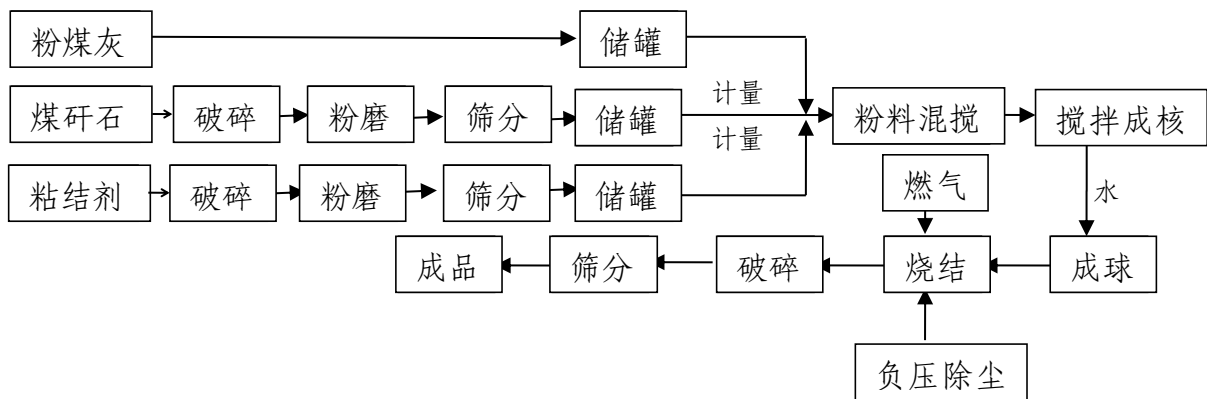 粉煤灰
储罐
煤矸石
破碎
粉磨
筛分
储罐
计量
计量
粉料混搅
搅拌成核
粘结剂
破碎
粉磨
筛分
储罐
燃气
水
成品
筛分
破碎
烧结
成球
负压除尘